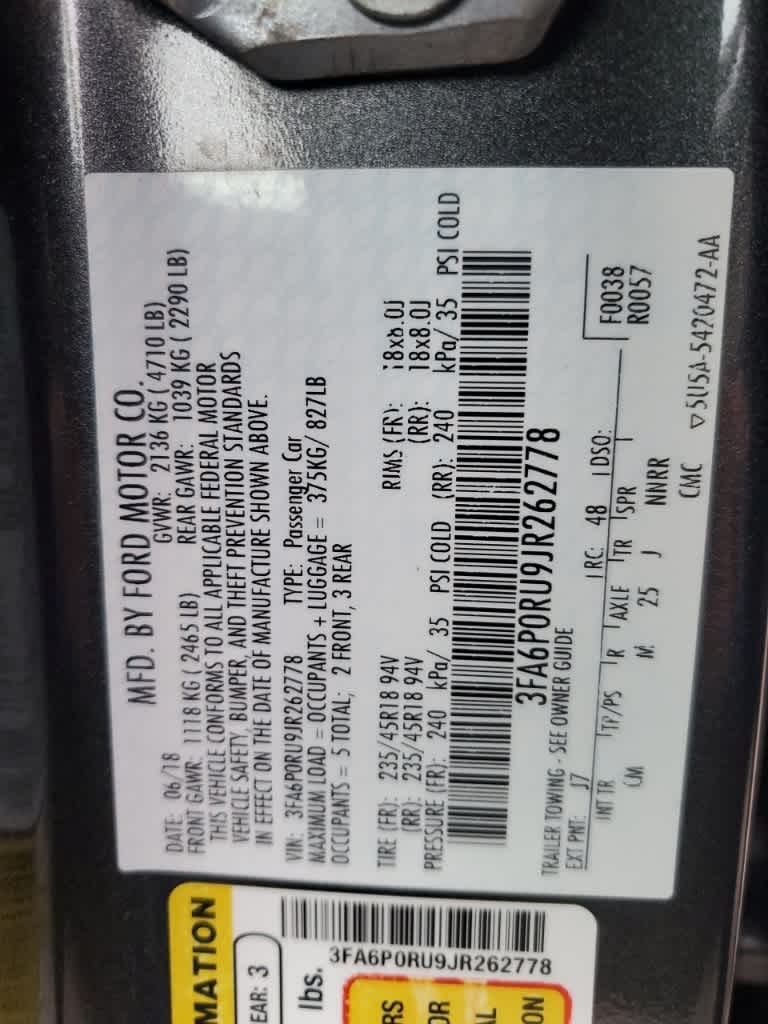 MFD. BY FORD MOTOR CO.
DATE: 06/18 GVWR: 2136 KG ( 4710 LB)
FRONT GAWR: 1118 KG ( 2465 LB) REAR GAWR: 1039 KG ( 2290 LB)
THIS VEHICLE CONFORMS TO ALL APPLICABLE FEDERAL MOTOR
VEHICLE SAFETY, BUMPER, AND THEFT PREVENTION STANDARDS
IN EFFECT ON THE DATE OF MANUFACTURE SHOWN ABOVE.
VIN: 3FA6P0RU9JR262778 TYPE: Passenger Car
MAXIMUM LOAD = OCCUPANTS + LUGGAGE = 375KG/ 827LB
OCCUPANTS = 5 TOTAL; 2 FRONT, 3 REAR
TIRE (FR): 235/45R18 94V RIMS (FR): 18x8.0J
(RR): 235/45R18 94V (RR): 18x8.0J
PRESSURE (FR): 240 kPa/ 35 PSI COLD (RR): 240 kPa/ 35 PSI COLD
3FA6P0RU9JR262778
TRAILER TOWING - SEE OWNER GUIDE
EXT PNT: J7 RC: 48 DSO:
F0038
R0057
INT TR TP/PS R AXLE TR SPR
CM M 25 J NNRR
CMC ▽5U5A-5420472-AA
MATION
EAR: 3
lbs.
3FA6P0RU9JR262778
RS
OR
AL
ON